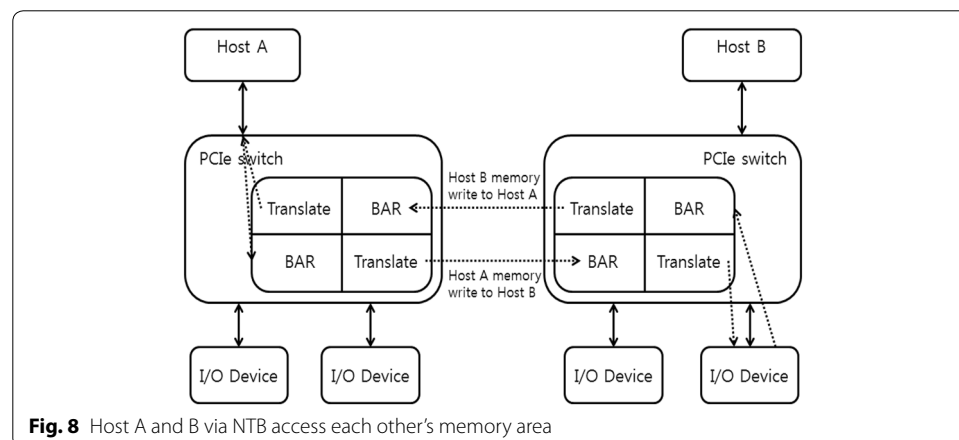 Host A
Host B
PCIe switch
PCIe switch
Host B memory
write to Host A
Translate
BAR
Translate
BAR
BAR
Translate
BAR
Translate
Host A memory
write to Host B
I/O Device
I/O Device
I/O Device
I/O Device
Fig. 8 Host A and B via NTB access each other’s memory area